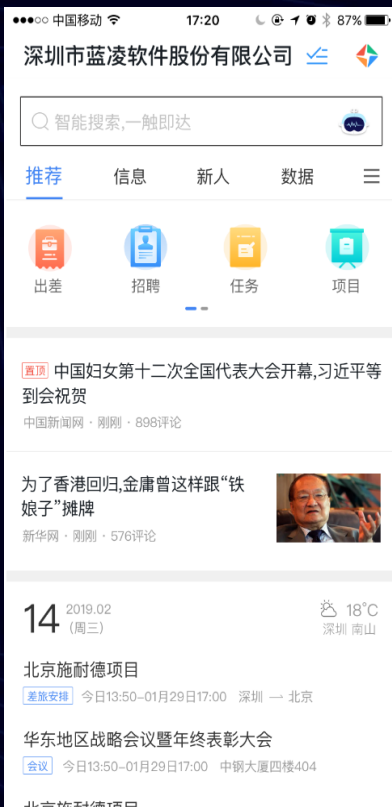 中国移动 17:20 87%
深圳市蓝凌软件股份有限公司
智能搜索,一触即达
推荐 信息 新人 数据
出差 招聘 任务 项目
置顶 中国妇女第十二次全国代表大会开幕,习近平等
到会祝贺
中国新闻网 · 刚刚 · 898评论
为了香港回归,金庸曾这样跟“铁
娘子”摊牌
新华网 · 刚刚 · 576评论
14 2019.02 18°C
(周三) 深圳 南山
北京施耐德项目
差旅安排 今日13:50-01月29日17:00 深圳 → 北京
华东地区战略会议暨年终表彰大会
会议 今日13:50-01月29日17:00 中钢大厦四楼404
北京施耐德项目